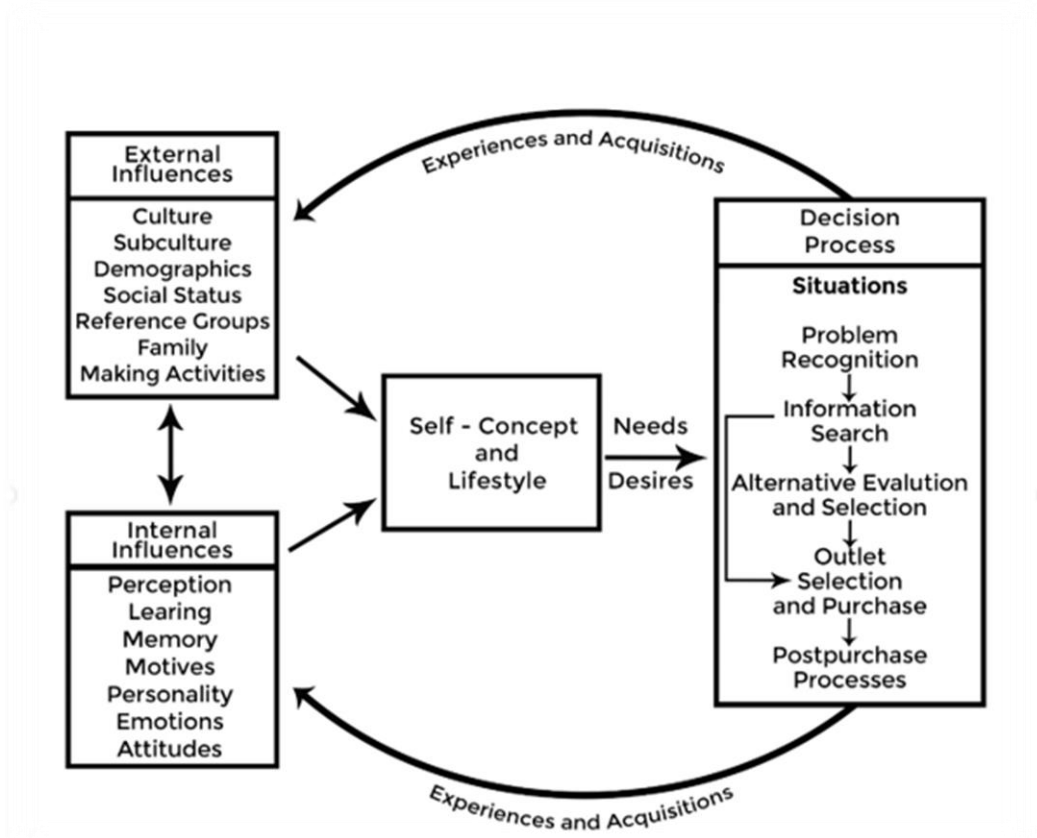 External
Influences
Culture
Subculture
Demographics
Social Status
Reference Groups
Family
Making Activities
Internal
Influences
Perception
Learing
Memory
Motives
Personality
Emotions
Attitudes
Experiences and Acquisitions
Self - Concept
and
Lifestyle
Needs
Desires
Experiences and Acquisitions
Decision
Process
Situations
Problem
Recognition
Information
Search
Alternative Evalution
and Selection
Outlet
Selection
and Purchase
Postpurchase
Processes